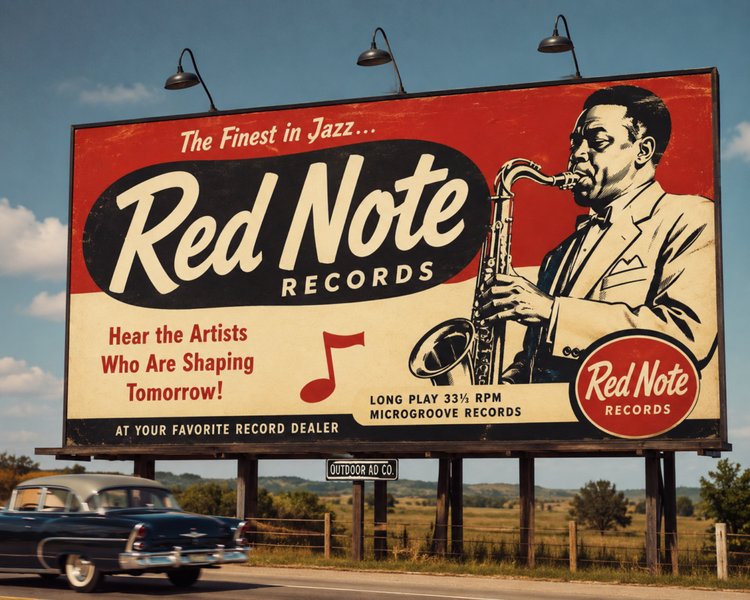 The Finest in Jazz...
Red Note
RECORDS
Hear the Artists
Who Are Shaping
Tomorrow!
LONG PLAY 33⅓ RPM
MICROGROOVE RECORDS
Red Note
RECORDS
AT YOUR FAVORITE RECORD DEALER
OUTDOOR AD CO.